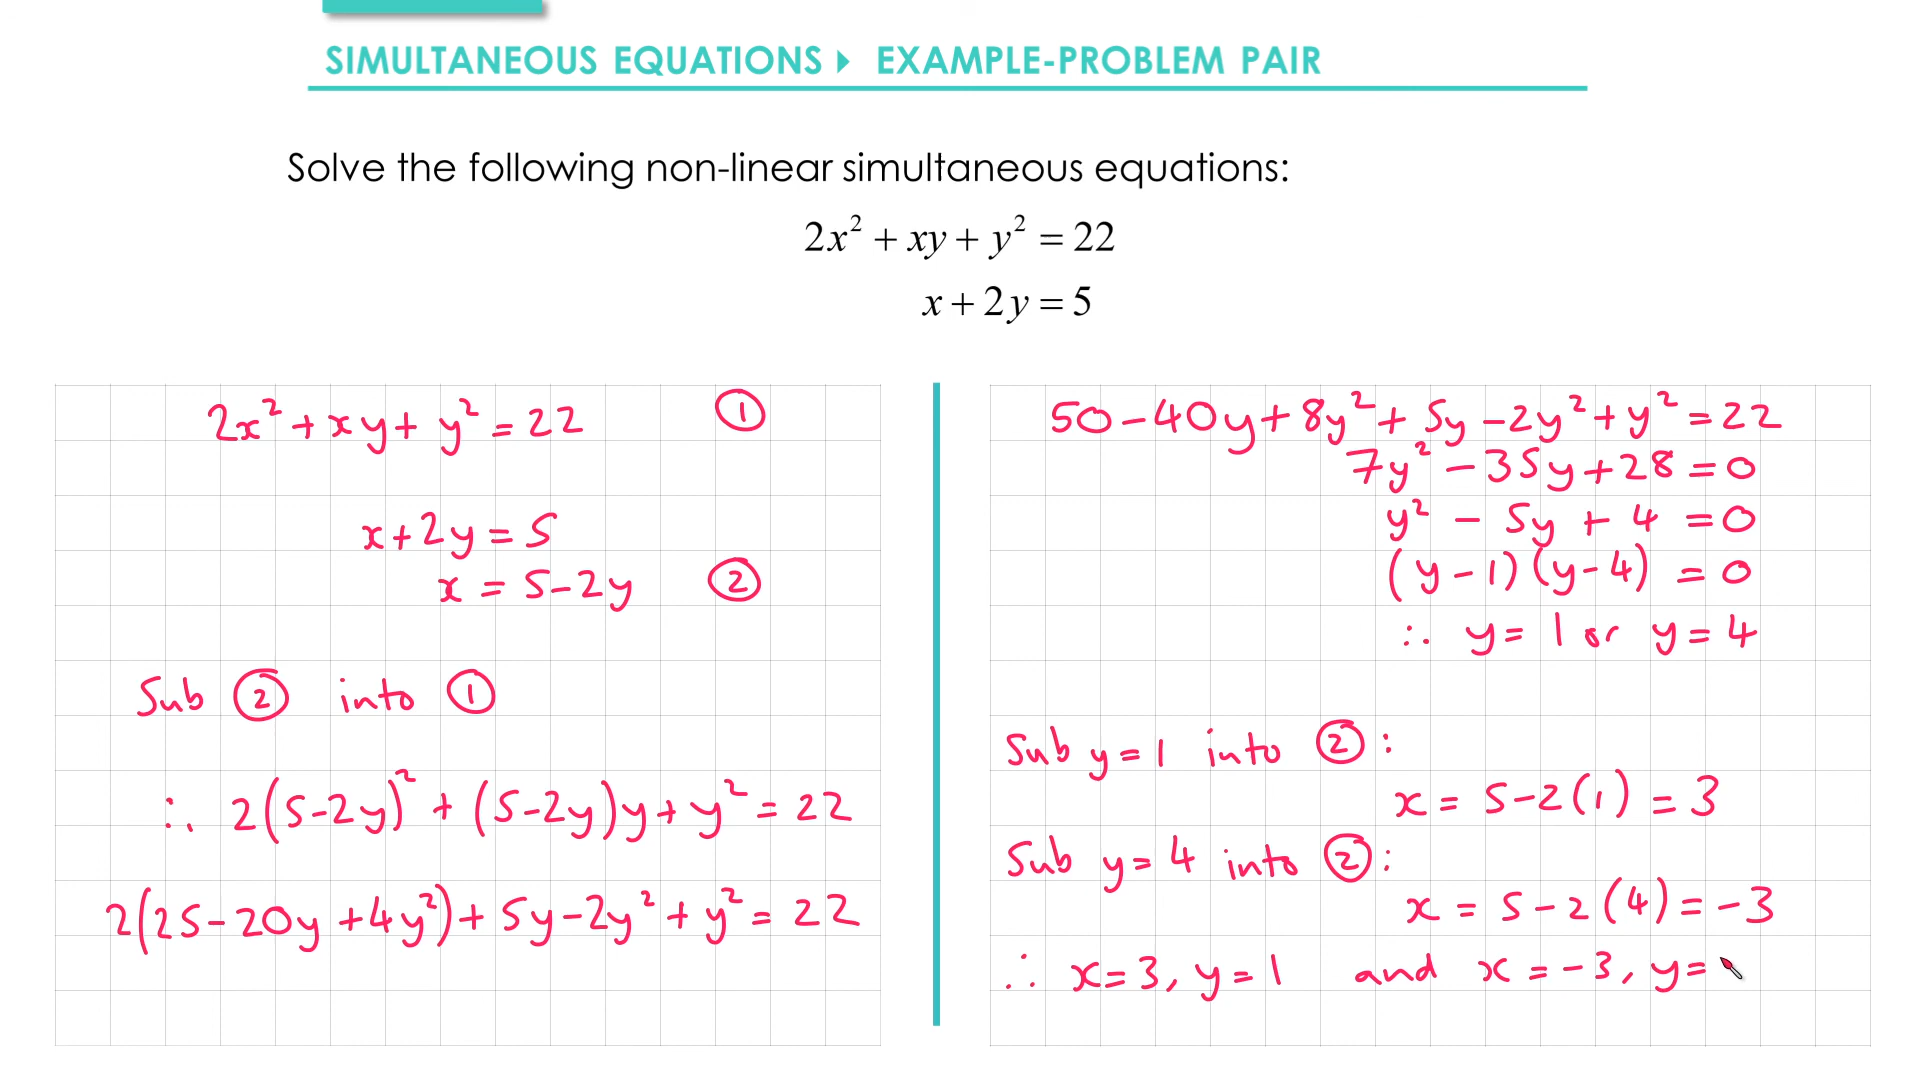 SIMULTANEOUS EQUATIONS ▸ EXAMPLE-PROBLEM PAIR
Solve the following non-linear simultaneous equations:
2x² + xy + y² = 22
x + 2y = 5
2x² + xy + y² = 22 ①
x + 2y = 5
x = 5 - 2y ②
Sub ② into ①
∴ 2(5-2y)² + (5-2y)y + y² = 22
2(25-20y+4y²) + 5y - 2y² + y² = 22
50 - 40y + 8y² + 5y - 2y² + y² = 22
7y² - 35y + 28 = 0
y² - 5y + 4 = 0
(y-1)(y-4) = 0
∴ y = 1 or y = 4
Sub y = 1 into ②:
x = 5 - 2(1) = 3
Sub y = 4 into ②:
x = 5 - 2(4) = -3
∴ x = 3, y = 1 and x = -3, y =